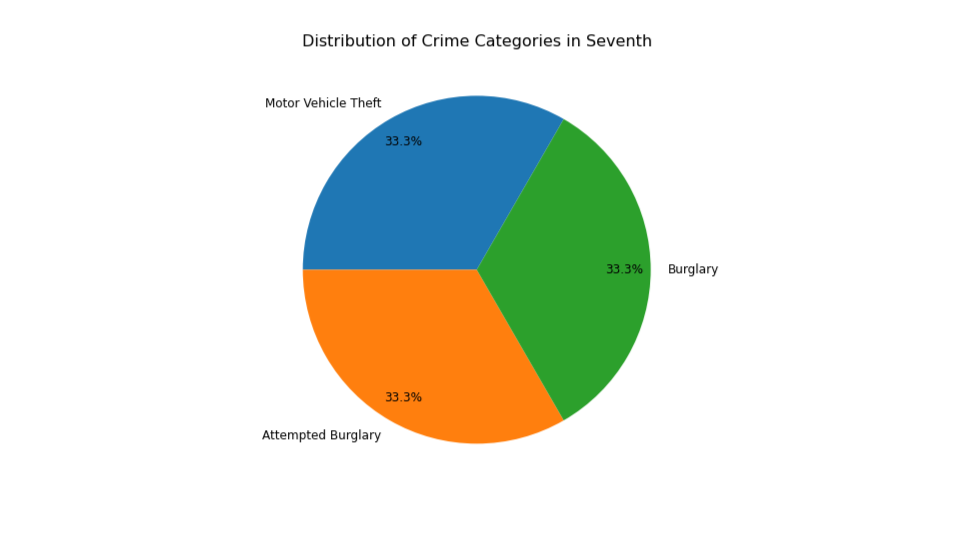 Distribution of Crime Categories in Seventh
Motor Vehicle Theft
33.3%
33.3%
Burglary
33.3%
Attempted Burglary